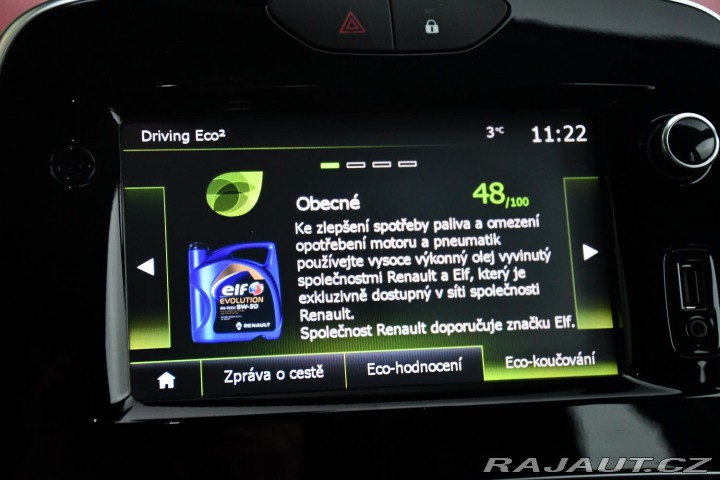 Driving Eco²
3°C
11:22
Obecné
48/100
Ke zlepšení spotřeby paliva a omezení
opotřebení motoru a pneumatik
používejte vysoce výkonný olej vyvinutý
společnostmi Renault a Elf, který je
exkluzivně dostupný v síti společnosti
Renault.
Společnost Renault doporučuje značku Elf.
elf
EVOLUTION
5W-30
RENAULT
Zpráva o cestě
Eco-hodnocení
Eco-koučování
RAJAUT.CZ